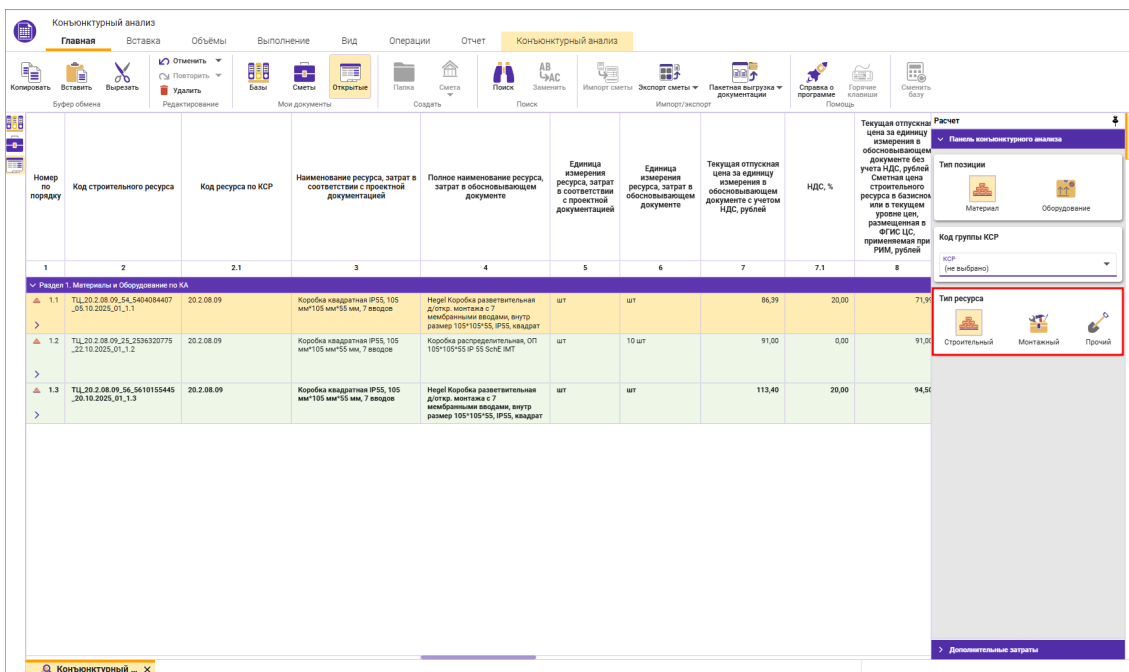 Конъюнктурный анализ
Главная Вставка Объёмы Выполнение Вид Операции Отчет Конъюнктурный анализ
Копировать Вставить Вырезать
Отменить
Повторить
Удалить
Базы Сметы Открытые Папка Смета Поиск Заменить
AB
AC
Импорт сметы Экспорт сметы Пакетная выгрузка документации
Справка о программе
Горячие клавиши
Сменить базу
Буфер обмена Редактирование Мои документы Создать Поиск Импорт/экспорт Помощь
Номер по порядку
Код строительного ресурса
Код ресурса по КСР
Наименование ресурса, затрат в соответствии с проектной документацией
Полное наименование ресурса, затрат в обосновывающем документе
Единица измерения ресурса, затрат в соответствии с проектной документацией
Единица измерения ресурса, затрат в обосновывающем документе
Текущая отпускная цена за единицу измерения в обосновывающем документе с учетом НДС, рублей
НДС, %
Текущая отпускная
цена за единицу
измерения в
обосновывающем
документе без
учета НДС, рублей
Сметная цена
строительного
ресурса в базисном
или в текущем
уровне цен,
размещенная в
ФГИС ЦС,
применяемая при
РИМ, рублей
1 2 2.1 3 4 5 6 7 7.1 8
Раздел 1. Материалы и Оборудование по КА
1.1 ТЦ_20.2.08.09_54_5404084407_05.10.2025_01_1.1 20.2.08.09 Коробка квадратная IP55, 105 мм*105 мм*55 мм, 7 вводов Hegel Коробка разветвительная д/откр. монтажа с 7 мембранными вводами, внутр размер 105*105*55, IP55, квадрат шт шт 86,39 20,00 71,99
1.2 ТЦ_20.2.08.09_25_2536320775_22.10.2025_01_1.2 20.2.08.09 Коробка квадратная IP55, 105 мм*105 мм*55 мм, 7 вводов Коробка распределительная, ОП 105*105*55 IP 55 SchE IMT шт 10 шт 91,00 0,00 91,00
1.3 ТЦ_20.2.08.09_56_5610155445_20.10.2025_01_1.3 20.2.08.09 Коробка квадратная IP55, 105 мм*105 мм*55 мм, 7 вводов Hegel Коробка разветвительная д/откр. монтажа с 7 мембранными вводами, внутр размер 105*105*55, IP55, квадрат шт шт 113,40 20,00 94,50
Расчет
Панель конъюнктурного анализа
Тип позиции
Материал Оборудование
Код группы КСР
КСР
(не выбрано)
Тип ресурса
Строительный Монтажный Прочий
Дополнительные затраты
Конъюнктурный ...